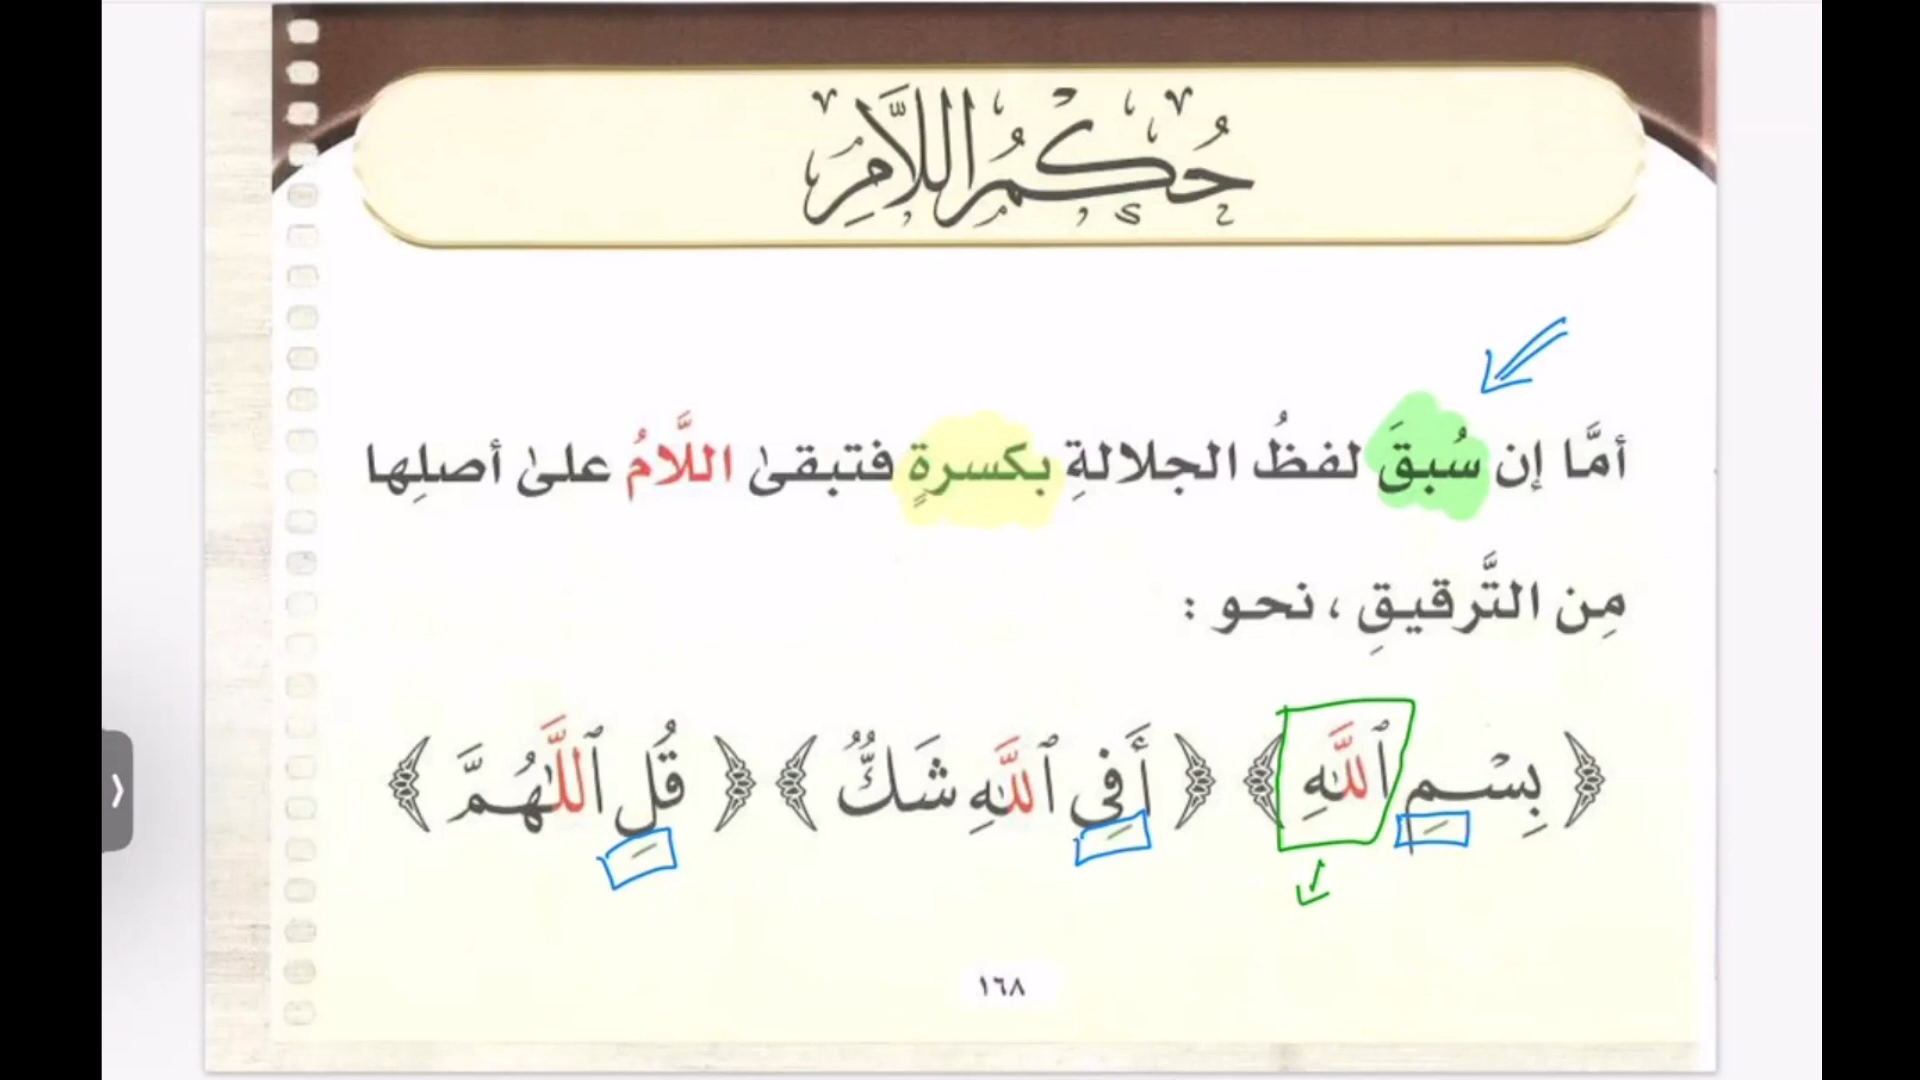 حُكْمُ اللَّامِ
أمَّا إن سُبقَ لفظُ الجلالةِ بكسرةٍ فتبقىٰ اللَّامُ علىٰ أصلِها
مِن التَّرقيقِ ، نحو :
﴿ بِسْمِ ٱللَّهِ ﴾ ﴿ أَفِي ٱللَّهِ شَكٌّ ﴾ ﴿ قُلِ ٱللَّهُمَّ ﴾
١٦٨